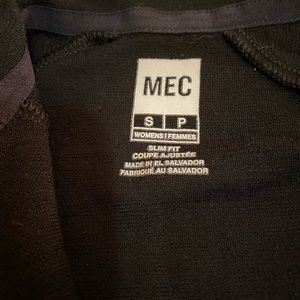 MEC
S P
WOMENS | FEMMES
SLIM FIT
COUPE AJUSTÉE
MADE IN EL SALVADOR
FABRIQUÉ AU SALVADOR